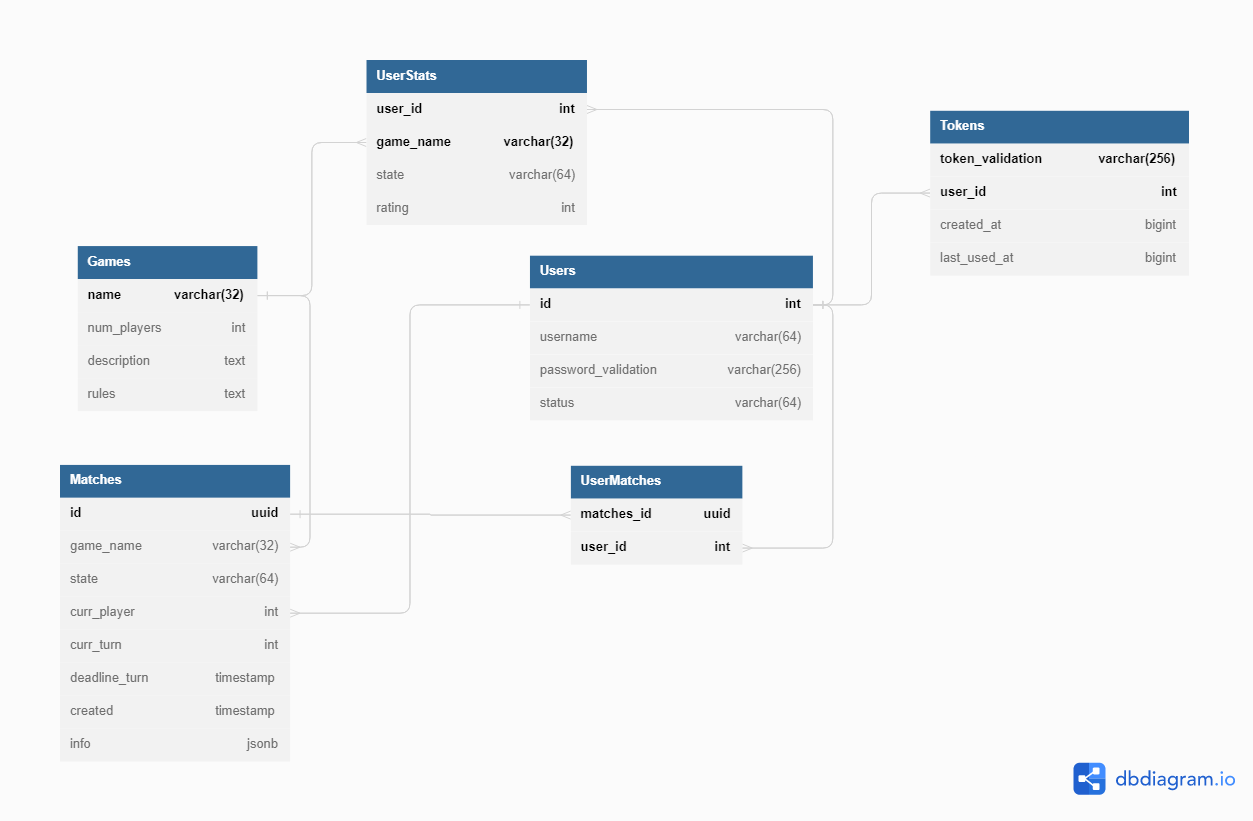 UserStats
user_id int
game_name varchar(32)
state varchar(64)
rating int
Tokens
token_validation varchar(256)
user_id int
created_at bigint
last_used_at bigint
Games
name varchar(32)
num_players int
description text
rules text
Users
id int
username varchar(64)
password_validation varchar(256)
status varchar(64)
Matches
id uuid
game_name varchar(32)
state varchar(64)
curr_player int
curr_turn int
deadline_turn timestamp
created timestamp
info jsonb
UserMatches
matches_id uuid
user_id int
dbdiagram.io